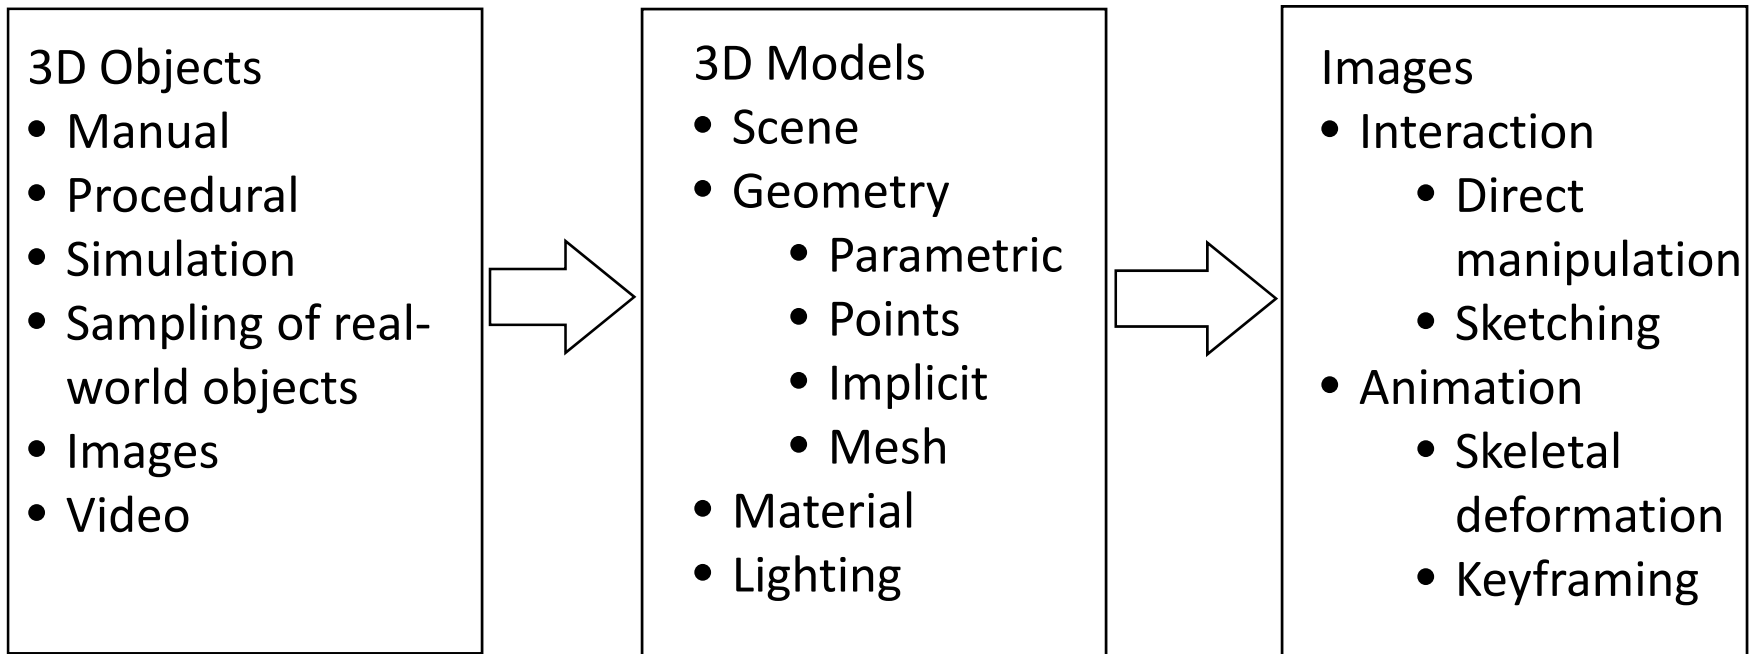 3D Objects
• Manual
• Procedural
• Simulation
• Sampling of real-
world objects
• Images
• Video
3D Models
• Scene
• Geometry
• Parametric
• Points
• Implicit
• Mesh
• Material
• Lighting
Images
• Interaction
• Direct
manipulation
• Sketching
• Animation
• Skeletal
deformation
• Keyframing